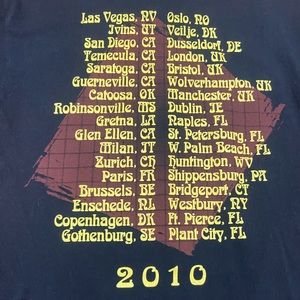 Las Vegas, NV
Ivins, UT
San Diego, CA
Temecula, CA
Saratoga, CA
Guerneville, CA
Catoosa, OK
Robinsonville, MS
Gretna, LA
Glen Ellen, CA
Milan, IT
Zurich, CH
Paris, FR
Brussels, BE
Enschede, NL
Copenhagen, DK
Gothenburg, SE
Oslo, NO
Veilje, DK
Dusseldorf, DE
London, UK
Bristol, UK
Wolverhampton, UK
Manchester, UK
Dublin, IE
Naples, FL
St. Petersburg, FL
W. Palm Beach, FL
Huntington, WV
Shippensburg, PA
Bridgeport, CT
Westbury, NY
Ft. Pierce, FL
Plant City, FL
2010